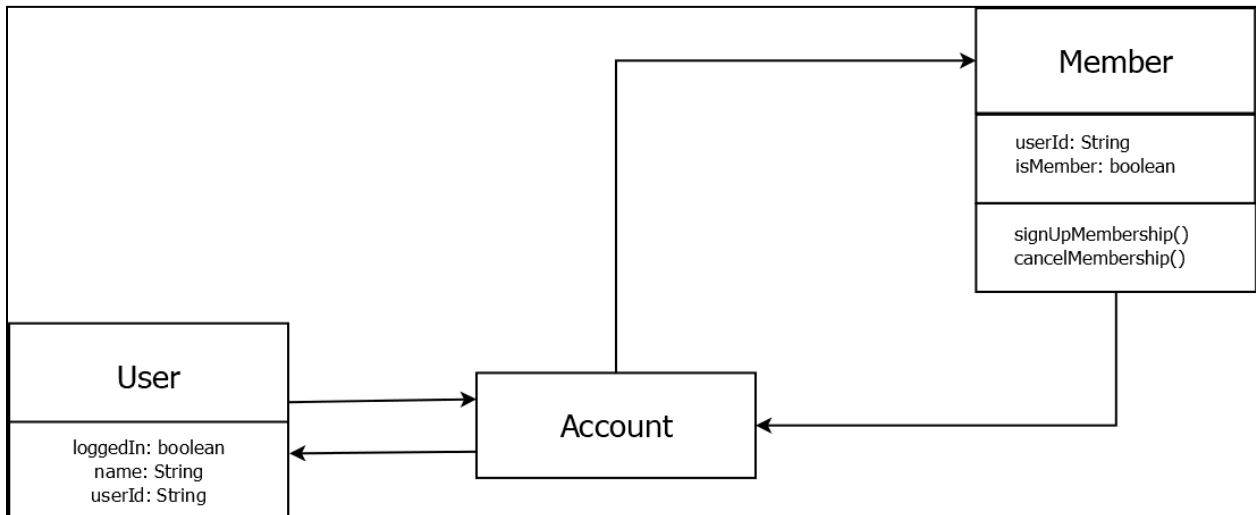 Member
userId: String
isMember: boolean
signUpMembership()
cancelMembership()
User
loggedIn: boolean
name: String
userId: String
Account